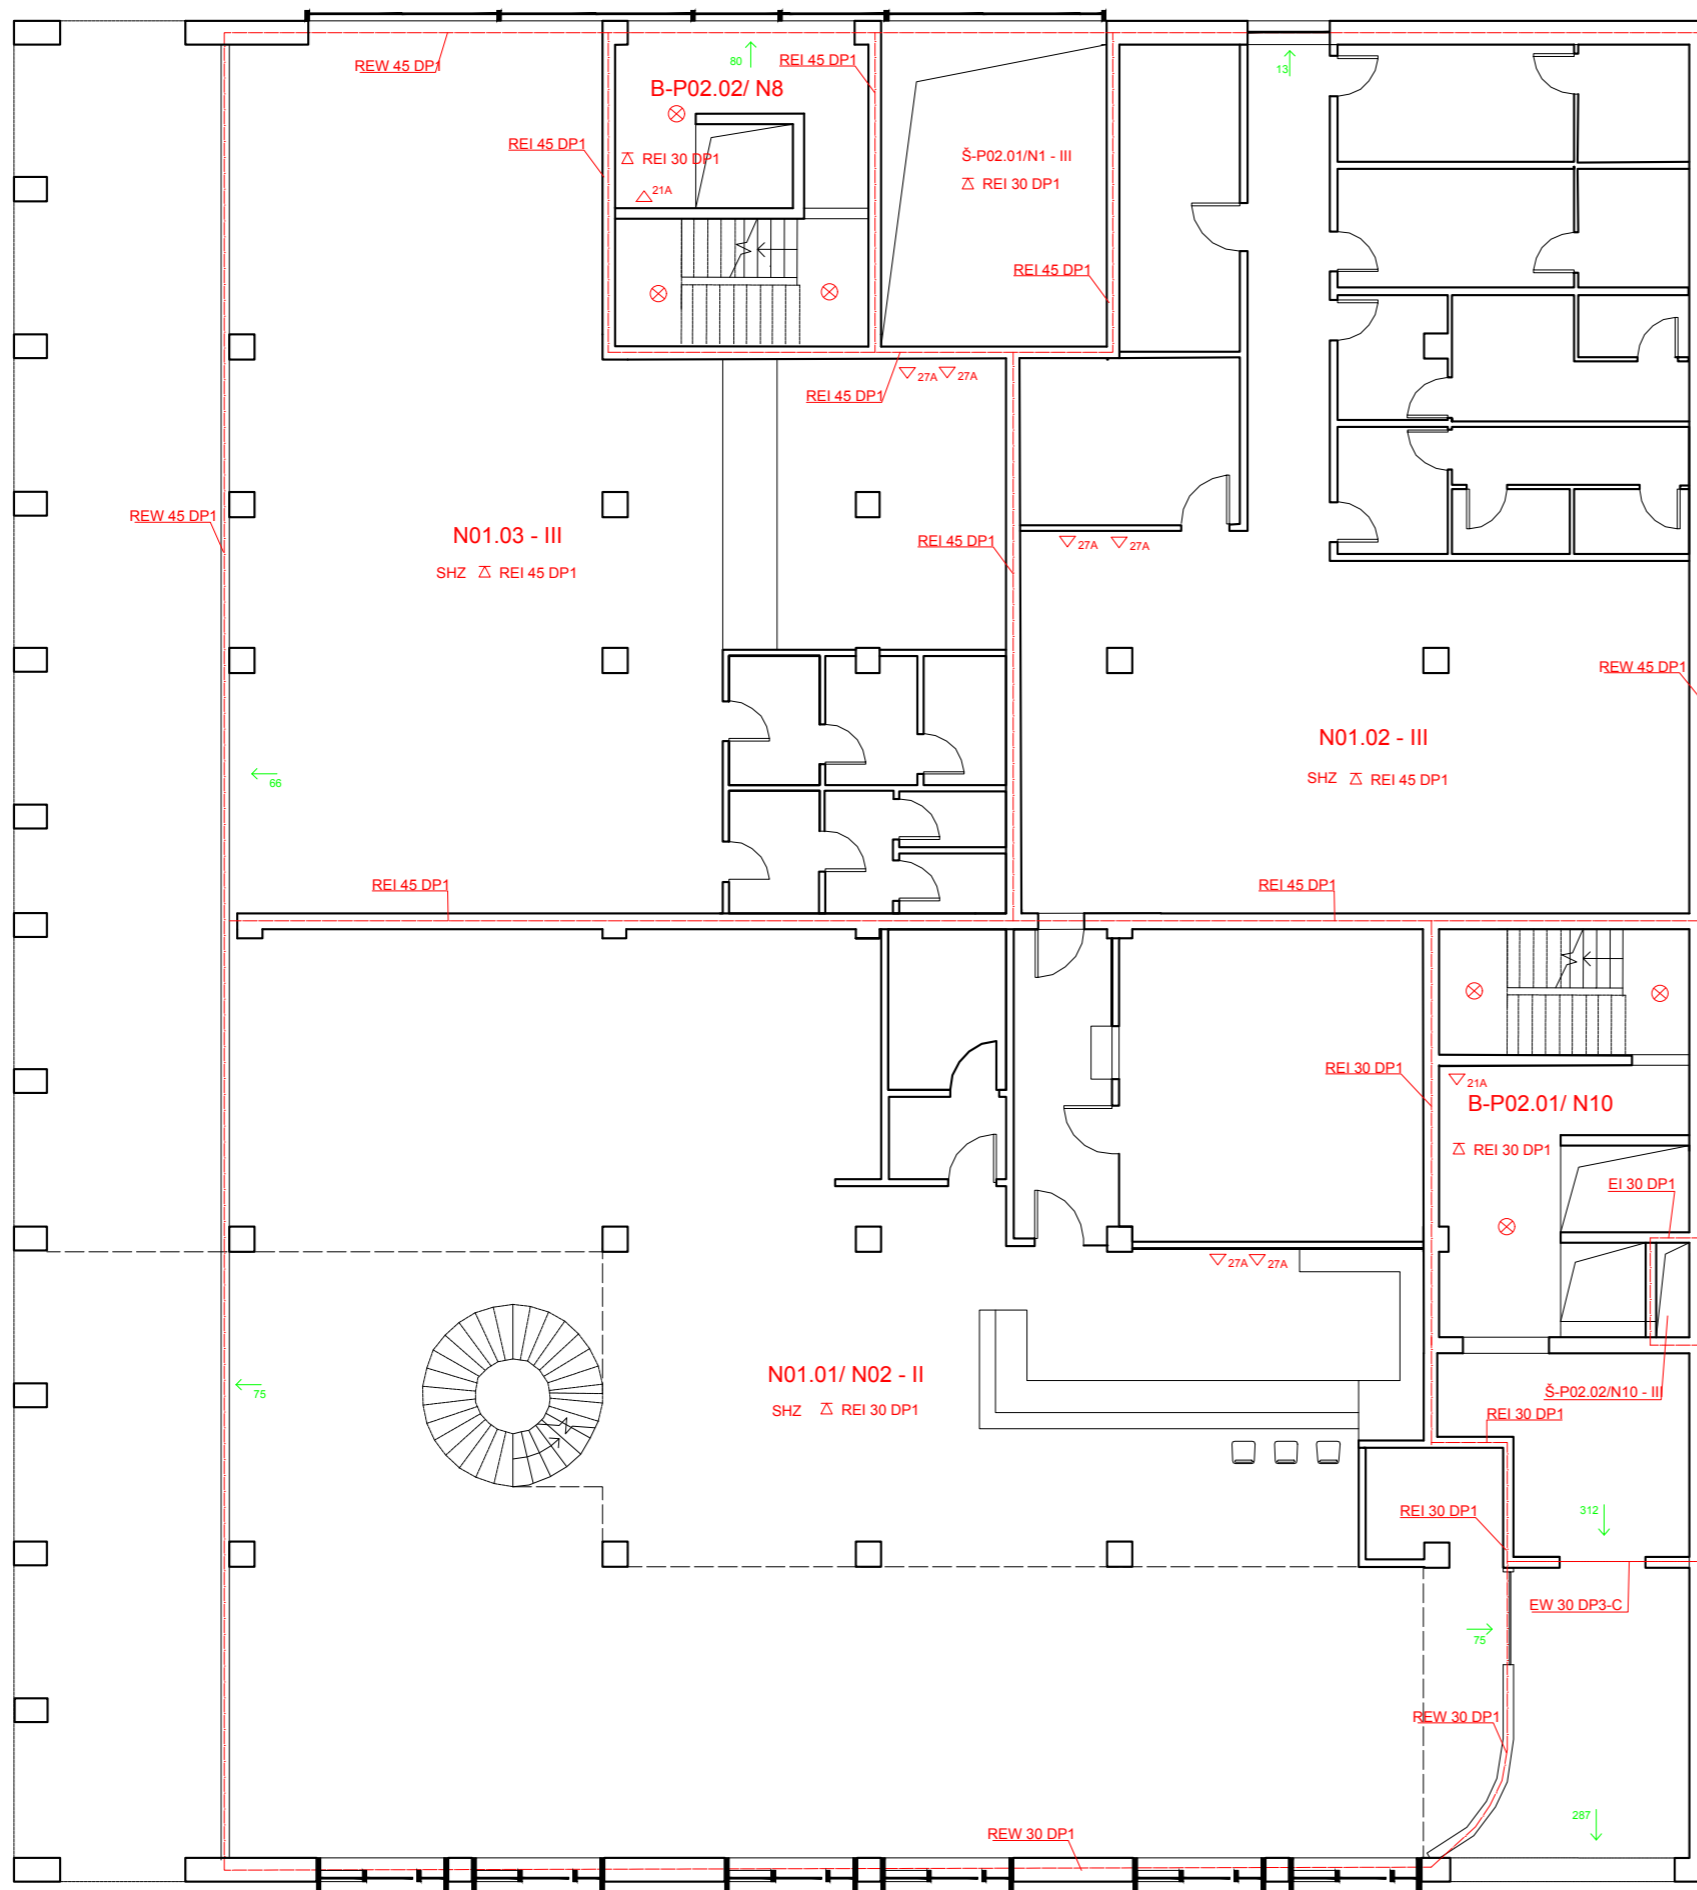 REW 45 DP1
80
REI 45 DP1
13
B-P02.02/ N8
REI 45 DP1
REI 30 DP1
Š-P02.01/N1 - III
REI 30 DP1
21A
REI 45 DP1
27A
27A
REI 45 DP1
REW 45 DP1
N01.03 - III
SHZ
REI 45 DP1
REI 45 DP1
27A
27A
REW 45 DP1
N01.02 - III
SHZ
REI 45 DP1
66
REI 45 DP1
REI 45 DP1
REI 30 DP1
21A
B-P02.01/ N10
REI 30 DP1
EI 30 DP1
27A
27A
N01.01/ N02 - II
SHZ
REI 30 DP1
75
Š-P02.02/N10 - III
REI 30 DP1
REI 30 DP1
312
EW 30 DP3-C
75
REW 30 DP1
287
REW 30 DP1